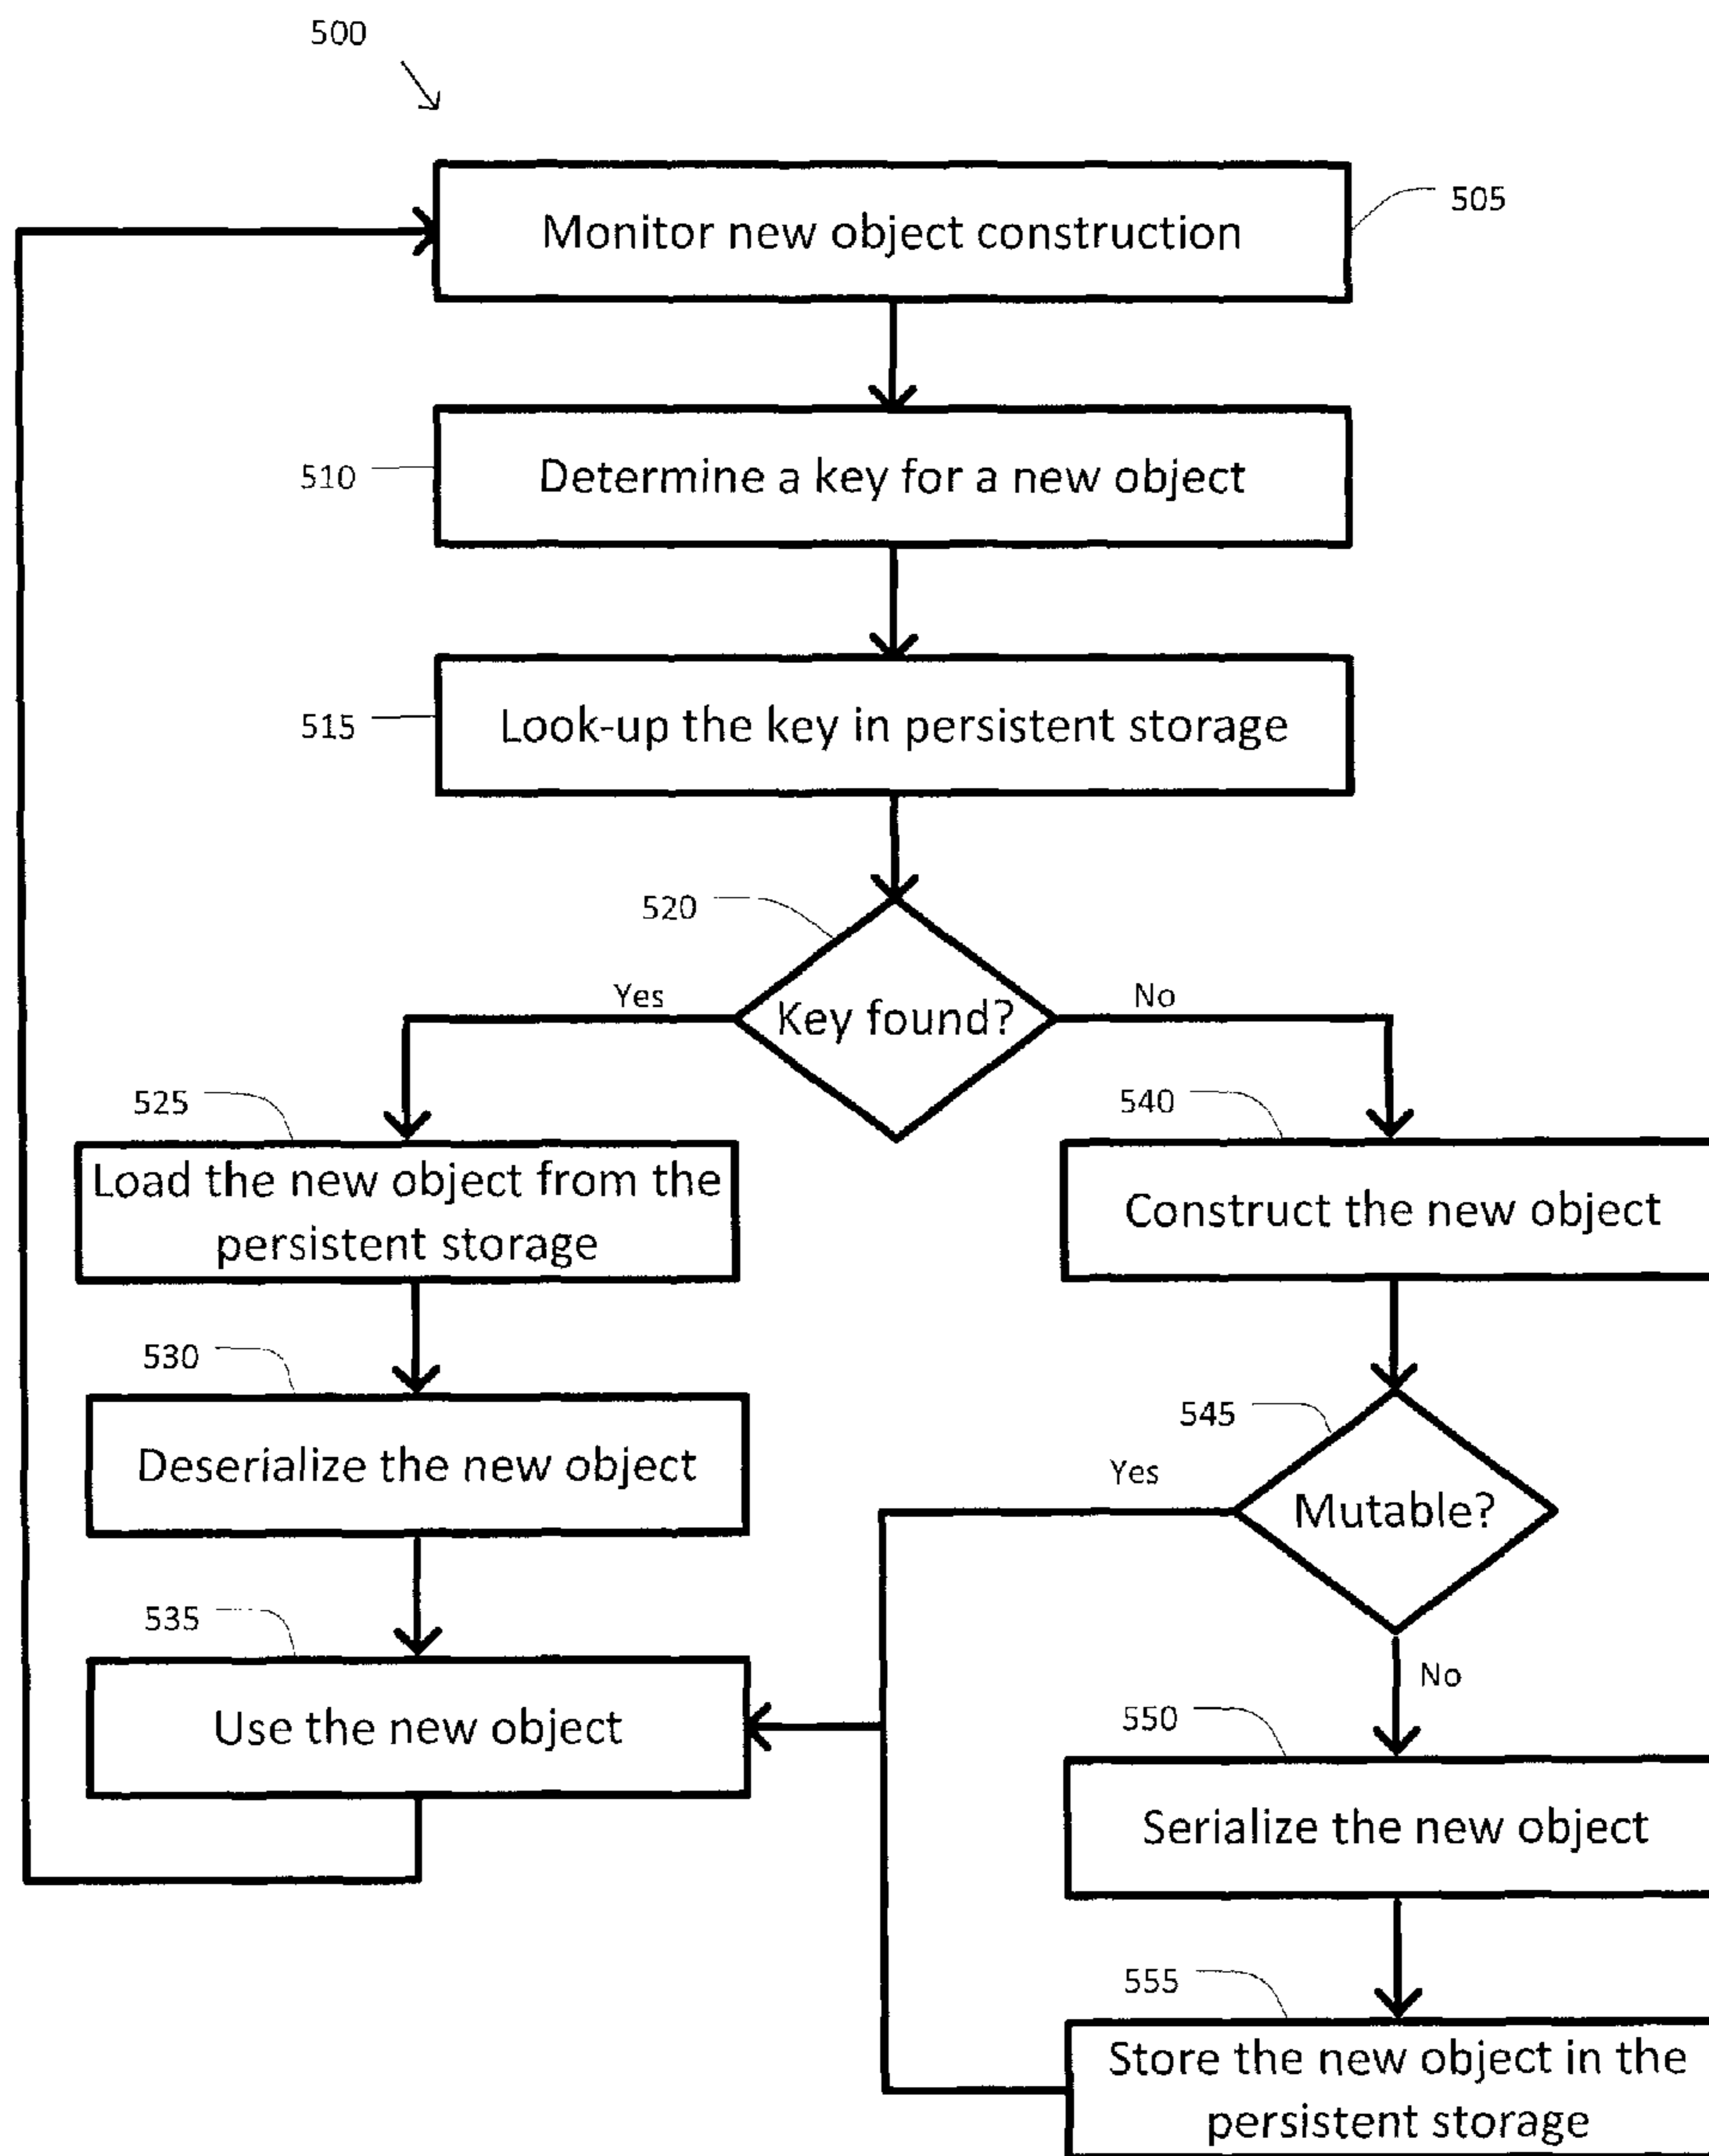 500
Monitor new object construction
505
Determine a key for a new object
510
Look-up the key in persistent storage
515
520
Key found?
Yes
No
525
Load the new object from the
persistent storage
530
Deserialize the new object
535
Use the new object
540
Construct the new object
545
Mutable?
Yes
No
550
Serialize the new object
555
Store the new object in the
persistent storage